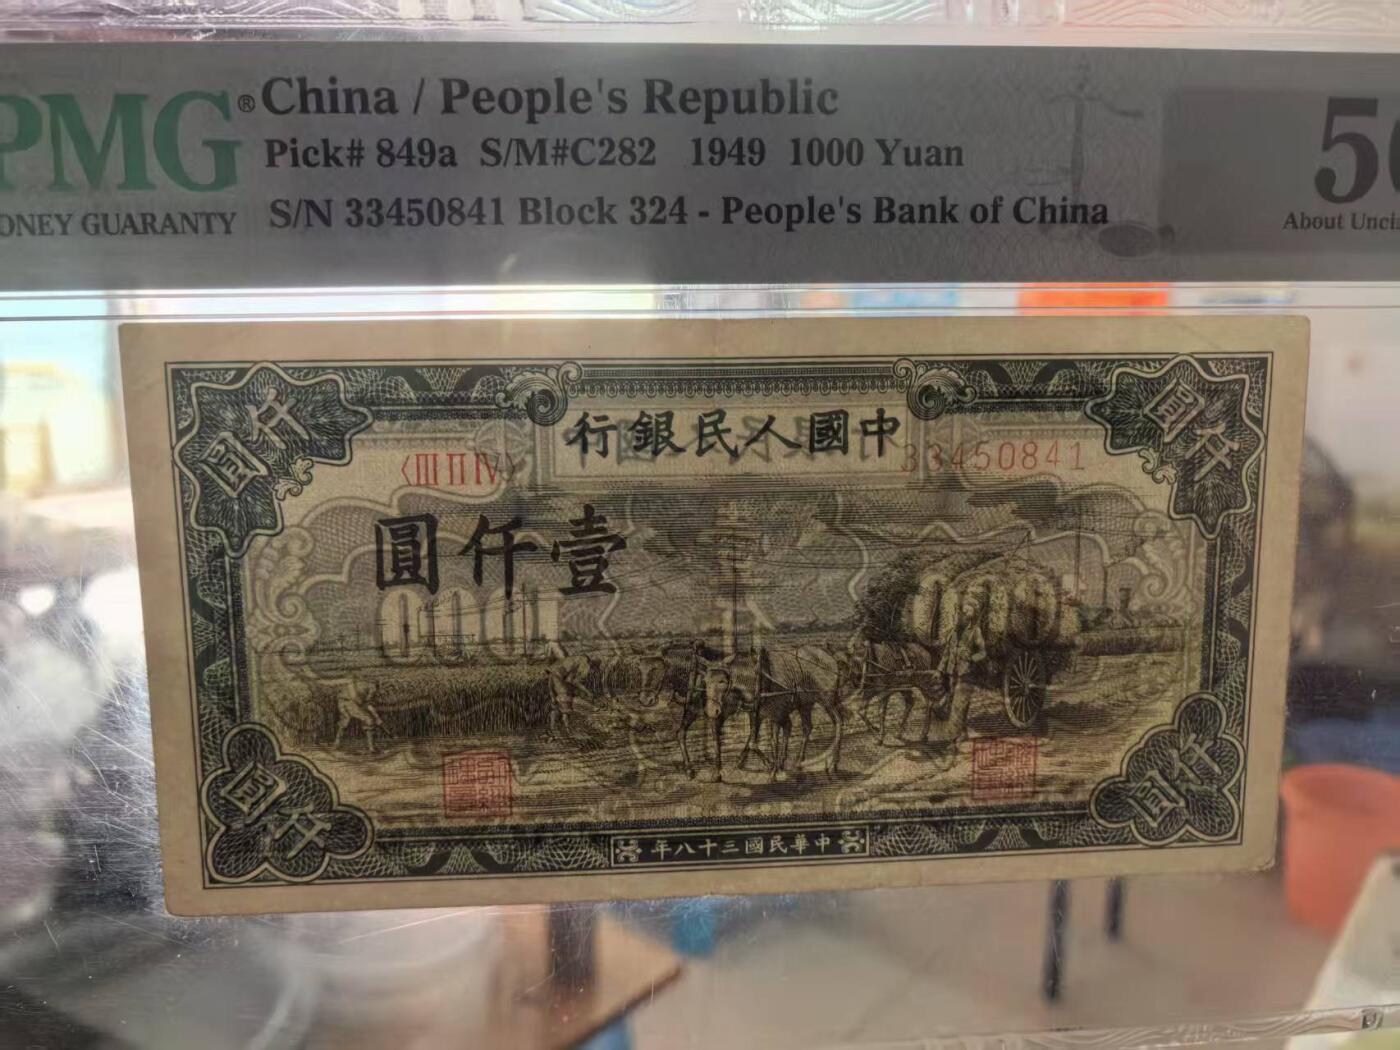 PMG® China / People's Republic
Pick# 849a S/M#C282 1949 1000 Yuan
S/N 33450841 Block 324 - People's Bank of China
MONEY GUARANTY
About
行銀民人國中
〈III II IV〉 33450841
圓仟壹
圓仟
圓仟
圓仟
圓仟
年八十三國民華中